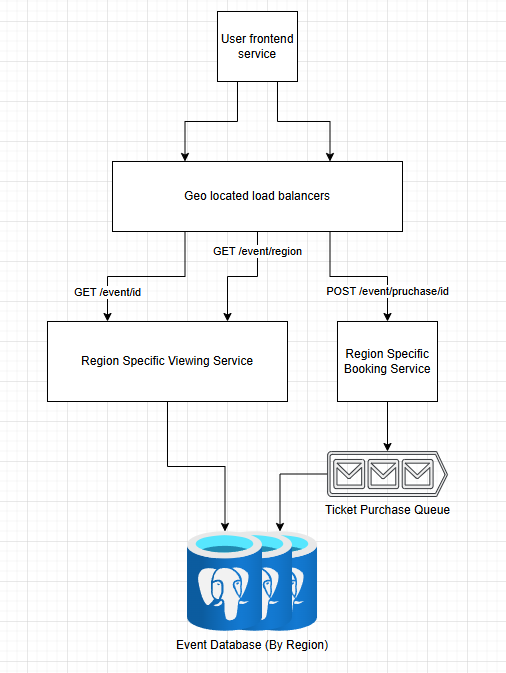 User frontend
service
Geo located load balancers
GET /event/region
GET /event/id
POST /event/pruchase/id
Region Specific Viewing Service
Region Specific
Booking Service
Ticket Purchase Queue
Event Database (By Region)